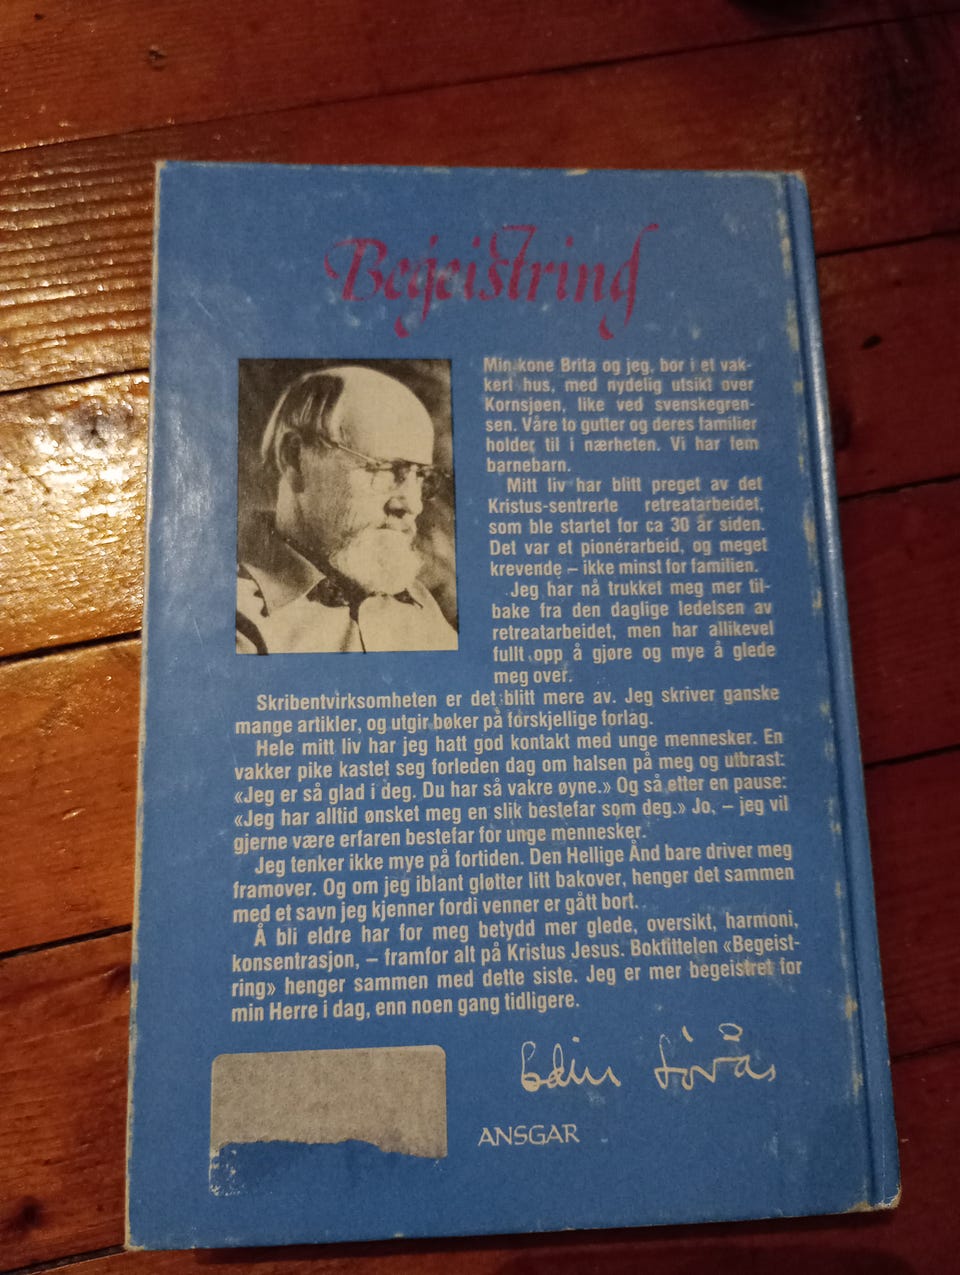 Begeistring
Min kone Brita og jeg, bor i et vak-
kert hus, med nydelig utsikt over
Kornsjøen, like ved svenskegren-
sen. Våre to gutter og deres familier
holder til i nærheten. Vi har fem
barnebarn.
Mitt liv har blitt preget av det
Kristus-sentrerte retreatarbeidet,
som ble startet for ca 30 år siden.
Det var et pionérarbeid, og meget
krevende – ikke minst for familien.
Jeg har nå trukket meg mer til-
bake fra den daglige ledelsen av
retreatarbeidet, men har allikevel
fullt opp å gjøre og mye å glede
meg over.
Skribentvirksomheten er det blitt mere av. Jeg skriver ganske
mange artikler, og utgir bøker på forskjellige forlag.
Hele mitt liv har jeg hatt god kontakt med unge mennesker. En
vakker pike kastet seg forleden dag om halsen på meg og utbrast:
«Jeg er så glad i deg. Du har så vakre øyne.» Og så etter en pause:
«Jeg har alltid ønsket meg en slik bestefar som deg.» Jo, – jeg vil
gjerne være erfaren bestefar for unge mennesker.
Jeg tenker ikke mye på fortiden. Den Hellige Ånd bare driver meg
framover. Og om jeg iblant gløtter litt bakover, henger det sammen
med et savn jeg kjenner fordi venner er gått bort.
Å bli eldre har for meg betydd mer glede, oversikt, harmoni,
konsentrasjon, – framfor alt på Kristus Jesus. Boktittelen «Begeist-
ring» henger sammen med dette siste. Jeg er mer begeistret for
min Herre i dag, enn noen gang tidligere.
Edin Løvås
ANSGAR